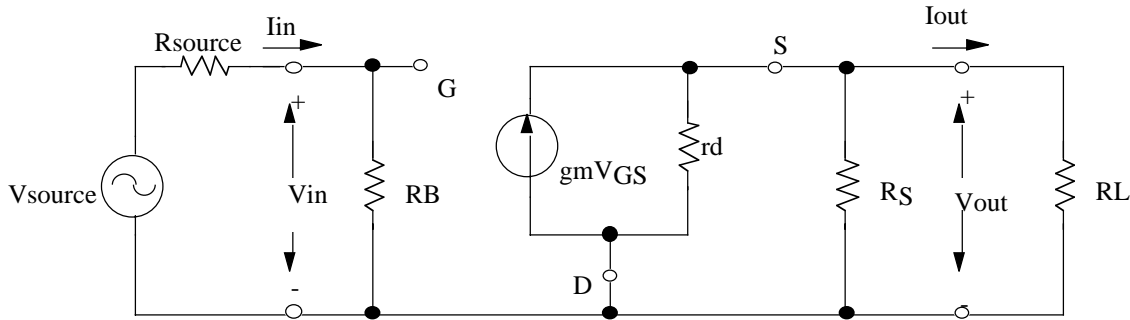 Rsource
Iin
G
S
Iout
+
+
Vsource
Vin
RB
gmVGS
rd
RS
Vout
RL
D
-
-